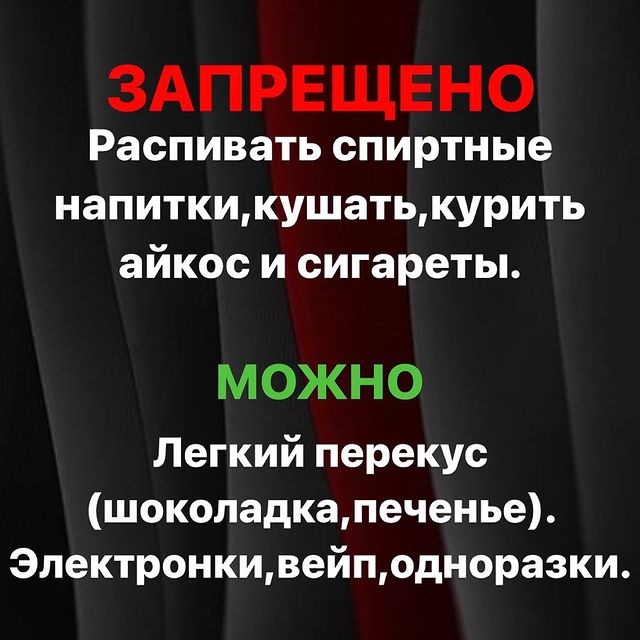 ЗАПРЕЩЕНО
Распивать спиртные
напитки,кушать,курить
айкос и сигареты.
МОЖНО
Легкий перекус
(шоколадка,печенье).
Электронки,вейп,одноразки.